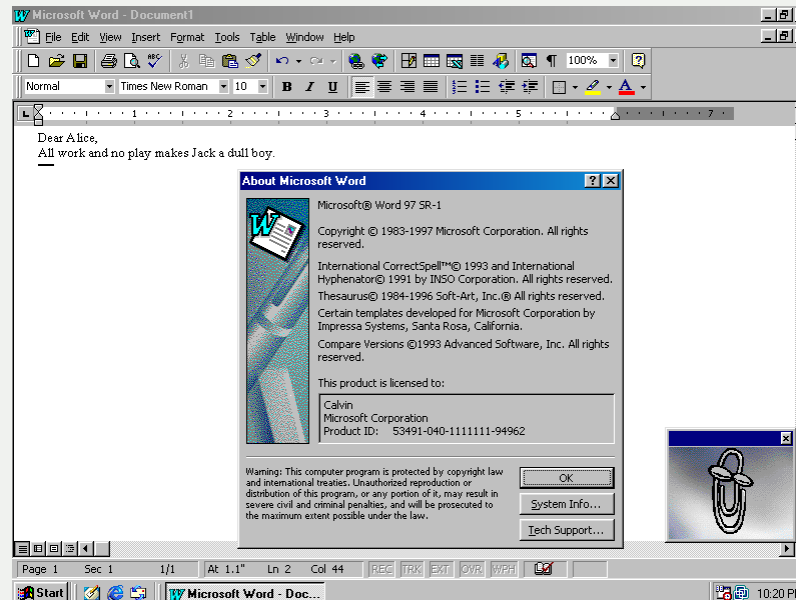 Microsoft Word - Document1
File Edit View Insert Format Tools Table Window Help
100%
Normal Times New Roman 10 B I U
1 2 3 4 5 7
Dear Alice,
All work and no play makes Jack a dull boy.
About Microsoft Word
Microsoft® Word 97 SR-1
Copyright © 1983-1997 Microsoft Corporation. All rights
reserved.
International CorrectSpell™© 1993 and International
Hyphenator© 1991 by INSO Corporation. All rights reserved.
Thesaurus© 1984-1996 Soft-Art, Inc.® All rights reserved.
Certain templates developed for Microsoft Corporation by
Impressa Systems, Santa Rosa, California.
Compare Versions ©1993 Advanced Software, Inc. All rights
reserved.
This product is licensed to:
Calvin
Microsoft Corporation
Product ID: 53491-040-1111111-94962
Warning: This computer program is protected by copyright law
and international treaties. Unauthorized reproduction or
distribution of this program, or any portion of it, may result in
severe civil and criminal penalties, and will be prosecuted to
the maximum extent possible under the law.
OK
System Info...
Tech Support...
Page 1 Sec 1 1/1 At 1.1" Ln 2 Col 44 REC TRK EXT OVR WPH
Start Microsoft Word - Doc... 10:20 P